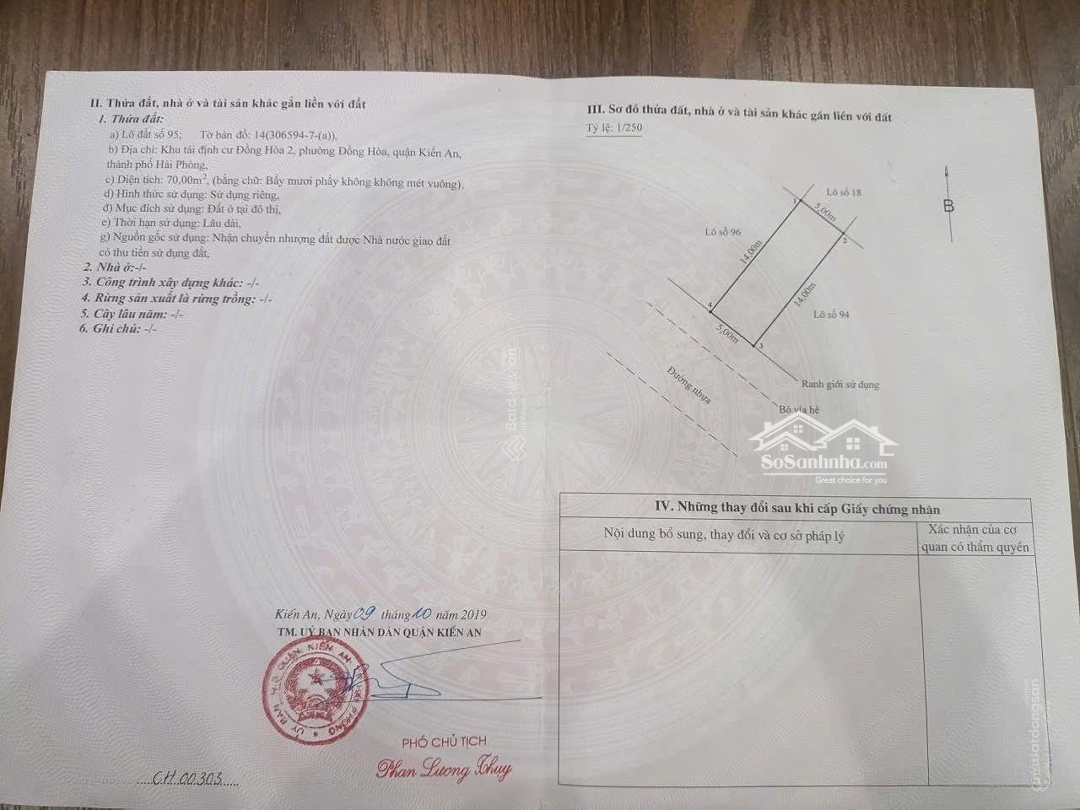 II. Thửa đất, nhà ở và tài sản khác gắn liền với đất
1. Thửa đất:
a) Lô đất số 95; Tờ bản đồ: 14(306594-7-(a)),
b) Địa chỉ: Khu tái định cư Đồng Hòa 2, phường Đồng Hòa, quận Kiến An,
thành phố Hải Phòng,
c) Diện tích: 70,00m², (bằng chữ: Bảy mươi phẩy không không mét vuông),
d) Hình thức sử dụng: Sử dụng riêng,
đ) Mục đích sử dụng: Đất ở tại đô thị,
e) Thời hạn sử dụng: Lâu dài,
g) Nguồn gốc sử dụng: Nhận chuyển nhượng đất được Nhà nước giao đất
có thu tiền sử dụng đất,
2. Nhà ở:-/-
3. Công trình xây dựng khác: -/-
4. Rừng sản xuất là rừng trồng: -/-
5. Cây lâu năm: -/-
6. Ghi chú: -/-
Kiến An, Ngày 09 tháng 10 năm 2019
TM. UỶ BAN NHÂN DÂN QUẬN KIẾN AN
PHÓ CHỦ TỊCH
Phan Lương Thuy
CH 00303
III. Sơ đồ thửa đất, nhà ở và tài sản khác gắn liền với đất
Tỷ lệ: 1/250
Lô số 18
B
1
5,00m
2
Lô số 96
14,00m
14,00m
Lô số 94
4
5,00m
3
Ranh giới sử dụng
Đường nhựa
Bó vỉa hè
SoSanhnha.com
Great choice for you
IV. Những thay đổi sau khi cấp Giấy chứng nhận
Nội dung bổ sung, thay đổi và cơ sở pháp lý
Xác nhận của cơ
quan có thẩm quyền
Batdongsan